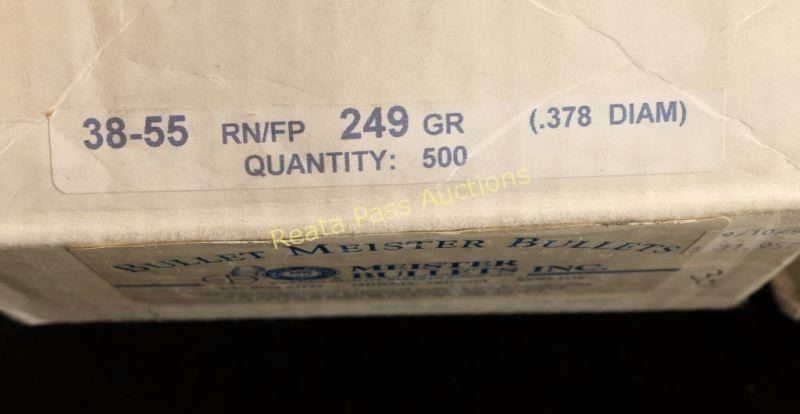 38-55 RN/FP 249 GR (.378 DIAM)
QUANTITY: 500
Reata Pass Auctions
BULLET MEISTER BULLETS
MEISTER
BULLETS INC.